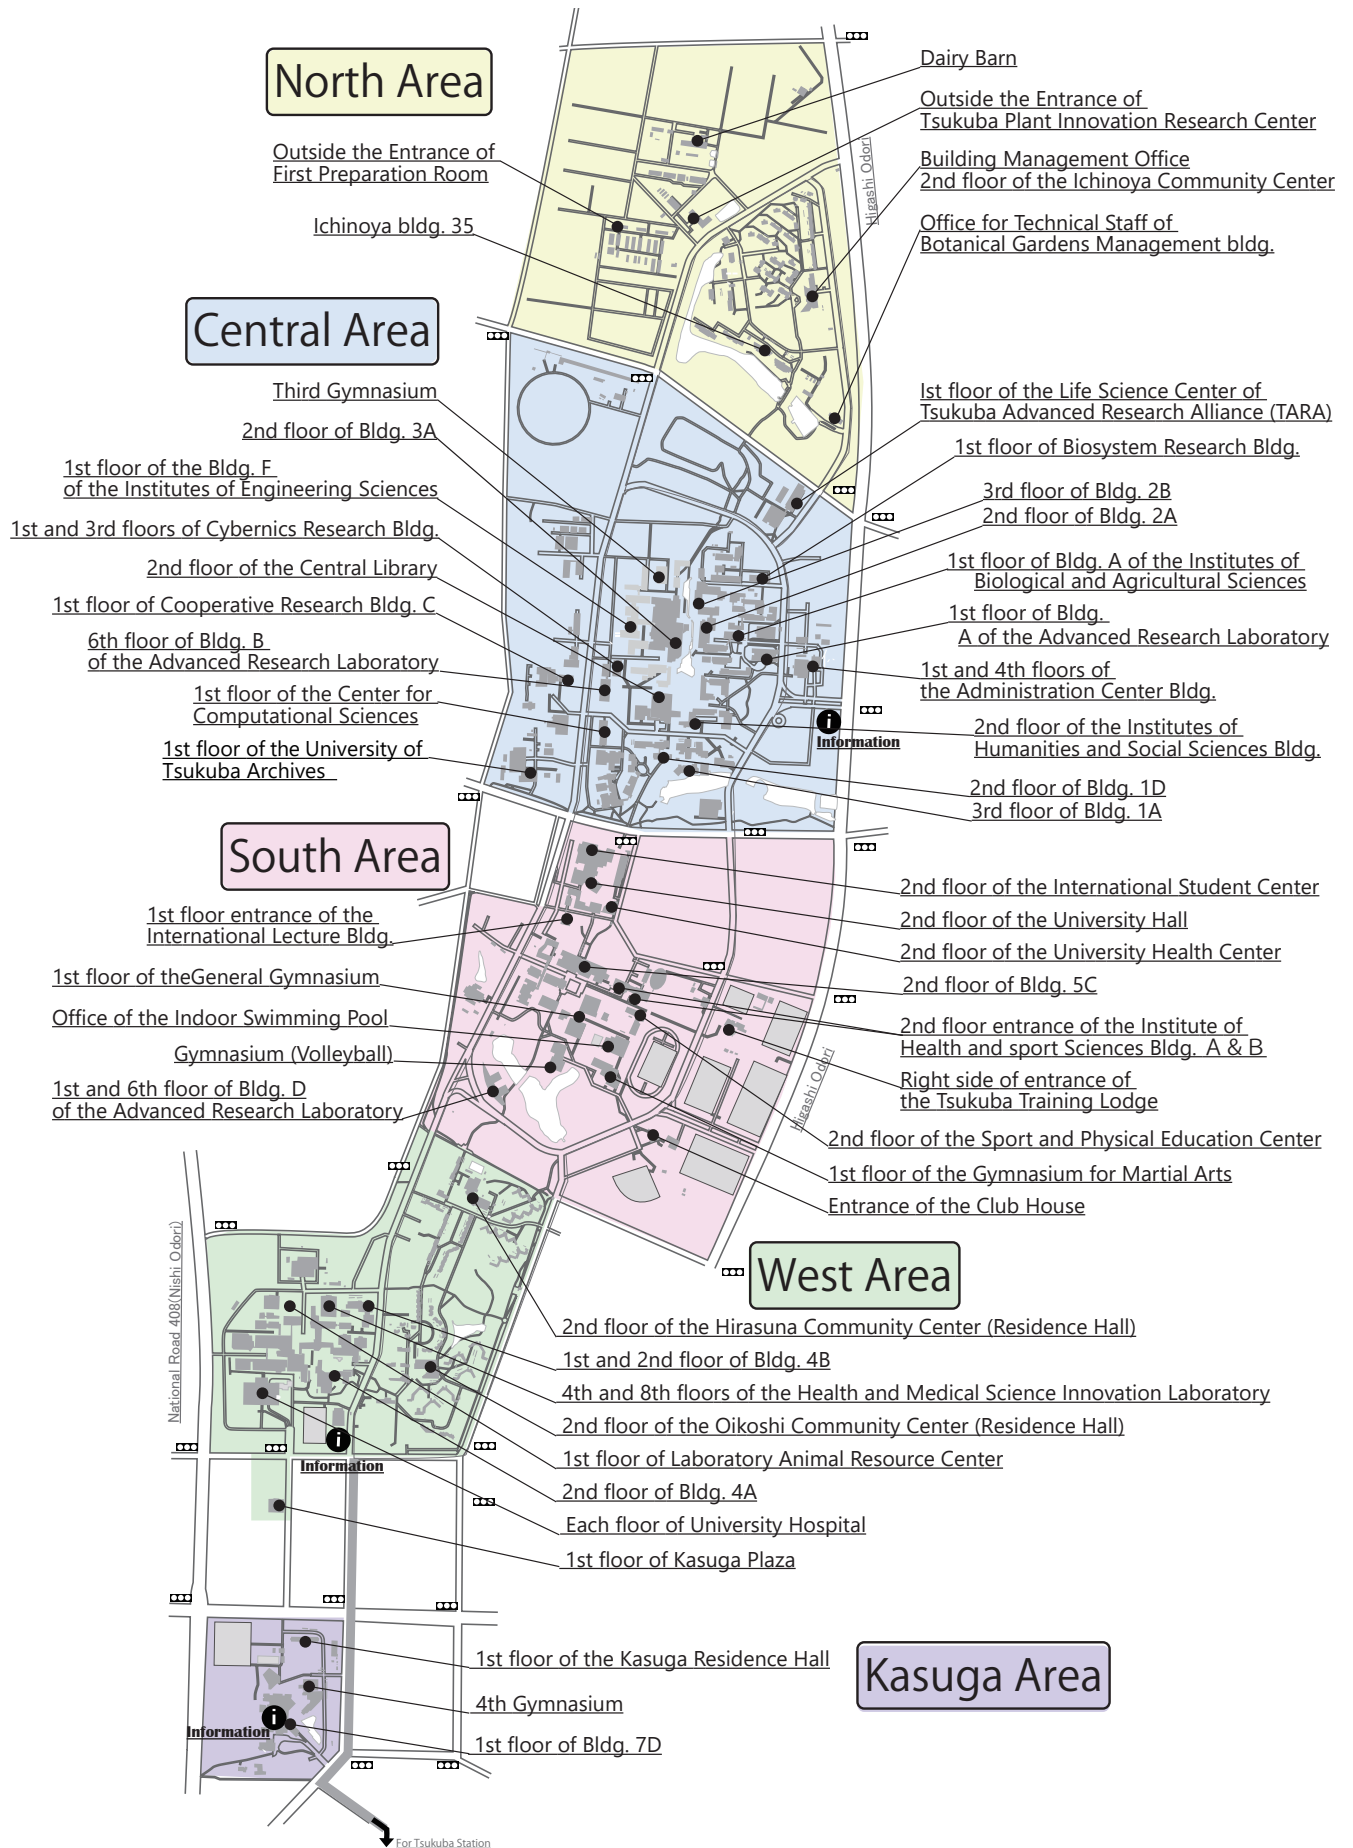 North Area
Dairy Barn
Outside the Entrance of
Tsukuba Plant Innovation Research Center
Higashi Odori
Outside the Entrance of
First Preparation Room
Building Management Office
2nd floor of the Ichinoya Community Center
Ichinoya bldg. 35
Office for Technical Staff of
Botanical Gardens Management bldg.
Central Area
Third Gymnasium
2nd floor of Bldg. 3A
1st floor of the Bldg. F
of the Institutes of Engineering Sciences
1st and 3rd floors of Cybernics Research Bldg.
2nd floor of the Central Library
1st floor of Cooperative Research Bldg. C
6th floor of Bldg. B
of the Advanced Research Laboratory
1st floor of the Center for
Computational Sciences
1st floor of the University of
Tsukuba Archives
Ist floor of the Life Science Center of
Tsukuba Advanced Research Alliance (TARA)
1st floor of Biosystem Research Bldg.
3rd floor of Bldg. 2B
2nd floor of Bldg. 2A
1st floor of Bldg. A of the Institutes of
Biological and Agricultural Sciences
1st floor of Bldg.
A of the Advanced Research Laboratory
1st and 4th floors of
the Administration Center Bldg.
i
Information
2nd floor of the Institutes of
Humanities and Social Sciences Bldg.
2nd floor of Bldg. 1D
3rd floor of Bldg. 1A
South Area
1st floor entrance of the
International Lecture Bldg.
1st floor of theGeneral Gymnasium
Office of the Indoor Swimming Pool
Gymnasium (Volleyball)
1st and 6th floor of Bldg. D
of the Advanced Research Laboratory
2nd floor of the International Student Center
2nd floor of the University Hall
2nd floor of the University Health Center
2nd floor of Bldg. 5C
2nd floor entrance of the Institute of
Health and sport Sciences Bldg. A & B
Higashi Odori
Right side of entrance of
the Tsukuba Training Lodge
2nd floor of the Sport and Physical Education Center
1st floor of the Gymnasium for Martial Arts
Entrance of the Club House
West Area
National Road 408(Nishi Odori)
2nd floor of the Hirasuna Community Center (Residence Hall)
1st and 2nd floor of Bldg. 4B
4th and 8th floors of the Health and Medical Science Innovation Laboratory
2nd floor of the Oikoshi Community Center (Residence Hall)
i
Information
1st floor of Laboratory Animal Resource Center
2nd floor of Bldg. 4A
Each floor of University Hospital
1st floor of Kasuga Plaza
Kasuga Area
1st floor of the Kasuga Residence Hall
4th Gymnasium
i
Information
1st floor of Bldg. 7D
For Tsukuba Station